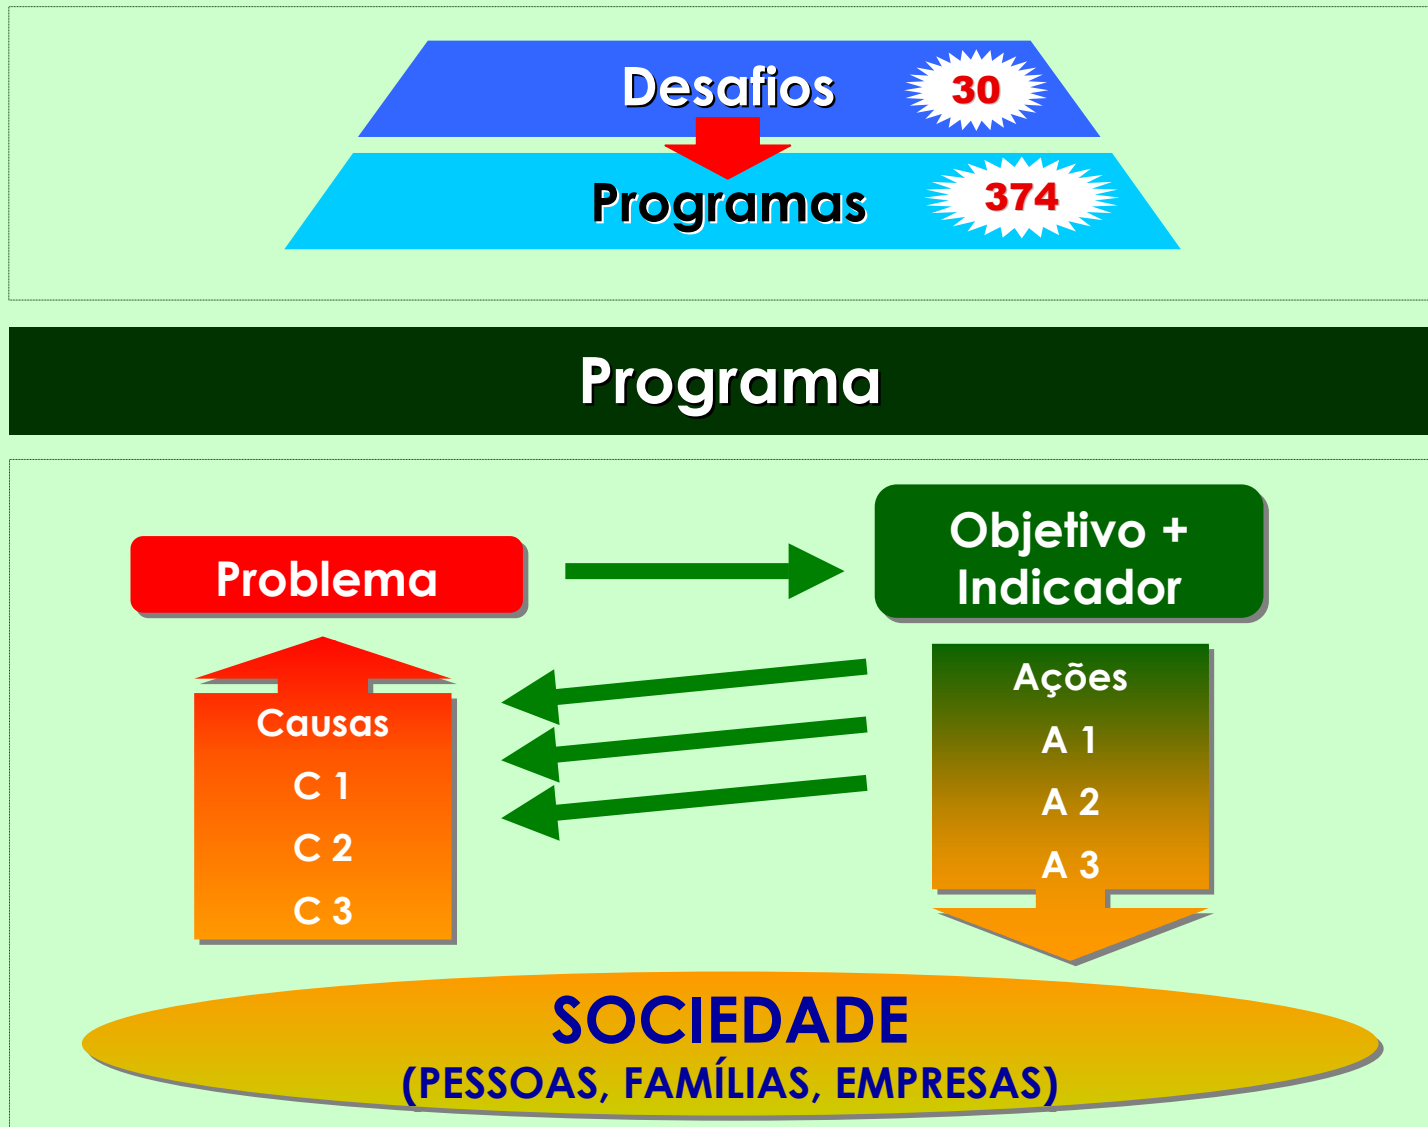 Desafios
30
Programas
374
Programa
Problema
Objetivo +
Indicador
Causas
C 1
C 2
C 3
Ações
A 1
A 2
A 3
SOCIEDADE
(PESSOAS, FAMÍLIAS, EMPRESAS)